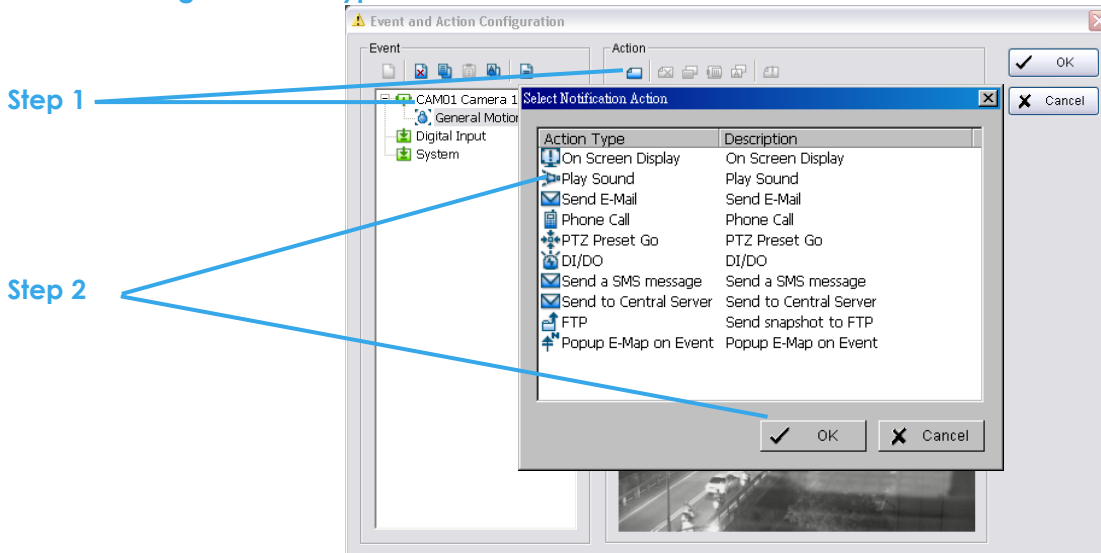 Event and Action Configuration
Event
Action
OK
Cancel
Step 1
CAM01 Camera 1
General Motion
Digital Input
System
Select Notification Action
Action Type Description
On Screen Display On Screen Display
Play Sound Play Sound
Send E-Mail Send E-Mail
Phone Call Phone Call
PTZ Preset Go PTZ Preset Go
DI/DO DI/DO
Send a SMS message Send a SMS message
Send to Central Server Send to Central Server
FTP Send snapshot to FTP
Popup E-Map on Event Popup E-Map on Event
Step 2
OK Cancel